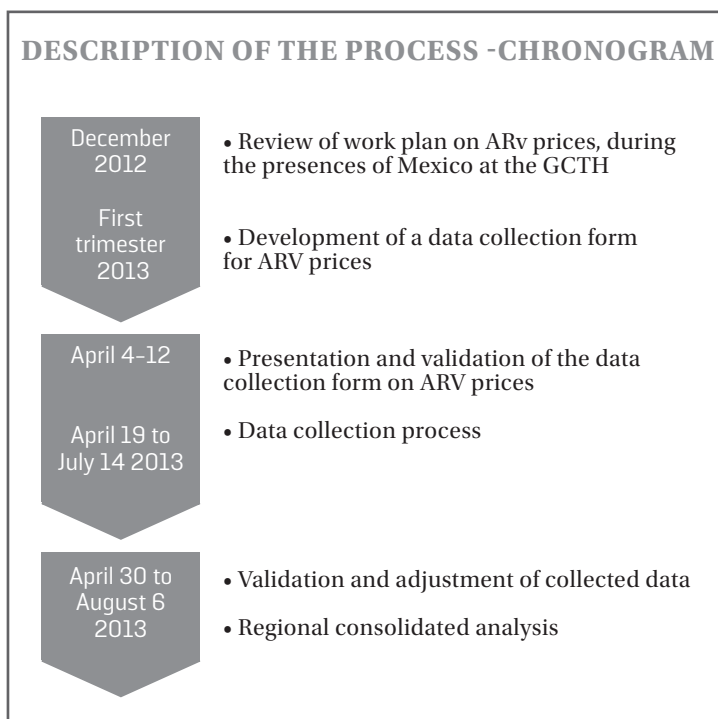 DESCRIPTION OF THE PROCESS -CHRONOGRAM
December
2012
• Review of work plan on ARv prices, during
the presences of Mexico at the GCTH
First
trimester
2013
• Development of a data collection form
for ARV prices
April 4–12
• Presentation and validation of the data
collection form on ARV prices
April 19 to
July 14 2013
• Data collection process
April 30 to
August 6
2013
• Validation and adjustment of collected data
• Regional consolidated analysis